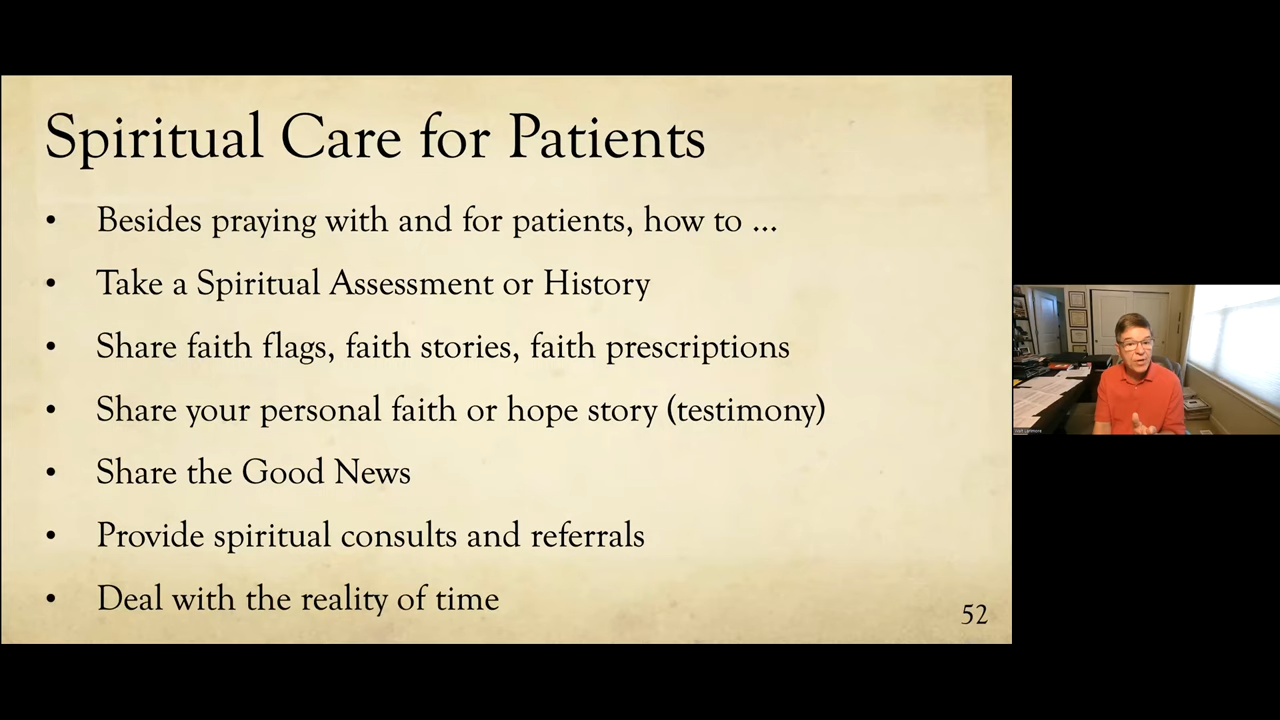 Spiritual Care for Patients
• Besides praying with and for patients, how to ...
• Take a Spiritual Assessment or History
• Share faith flags, faith stories, faith prescriptions
• Share your personal faith or hope story (testimony)
• Share the Good News
• Provide spiritual consults and referrals
• Deal with the reality of time
52